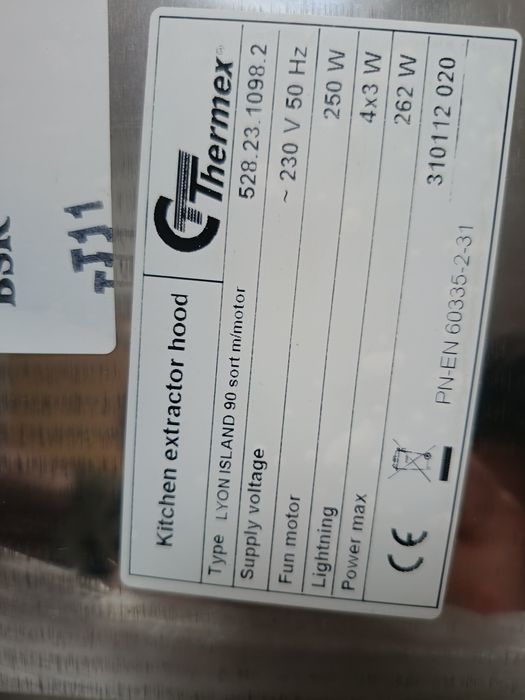 Kitchen extractor hood
Thermex®
Type LYON ISLAND 90 sort m/motor 528.23.1098.2
Supply voltage ~ 230 V 50 Hz
Fun motor 250 W
Lightning 4x3 W
Power max 262 W
CE
310112 020
PN-EN 60335-2-31